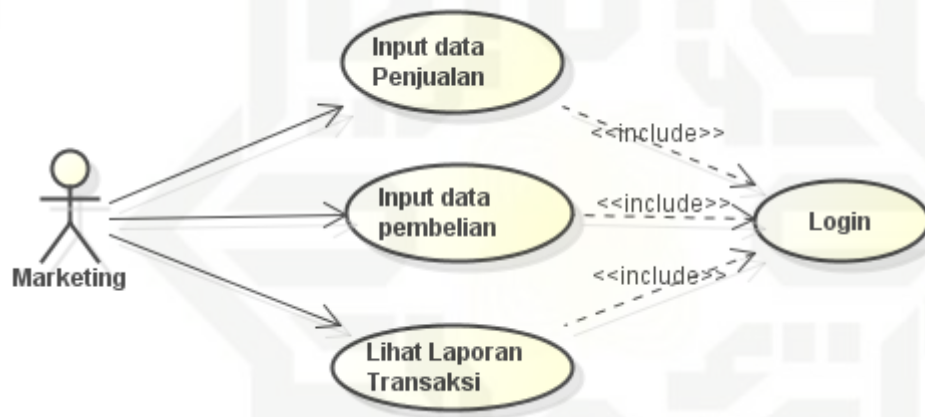 Input data
Penjualan
<<include>>
Input data
pembelian
<<include>>
Login
Marketing
<<include>>
Lihat Laporan
Transaksi